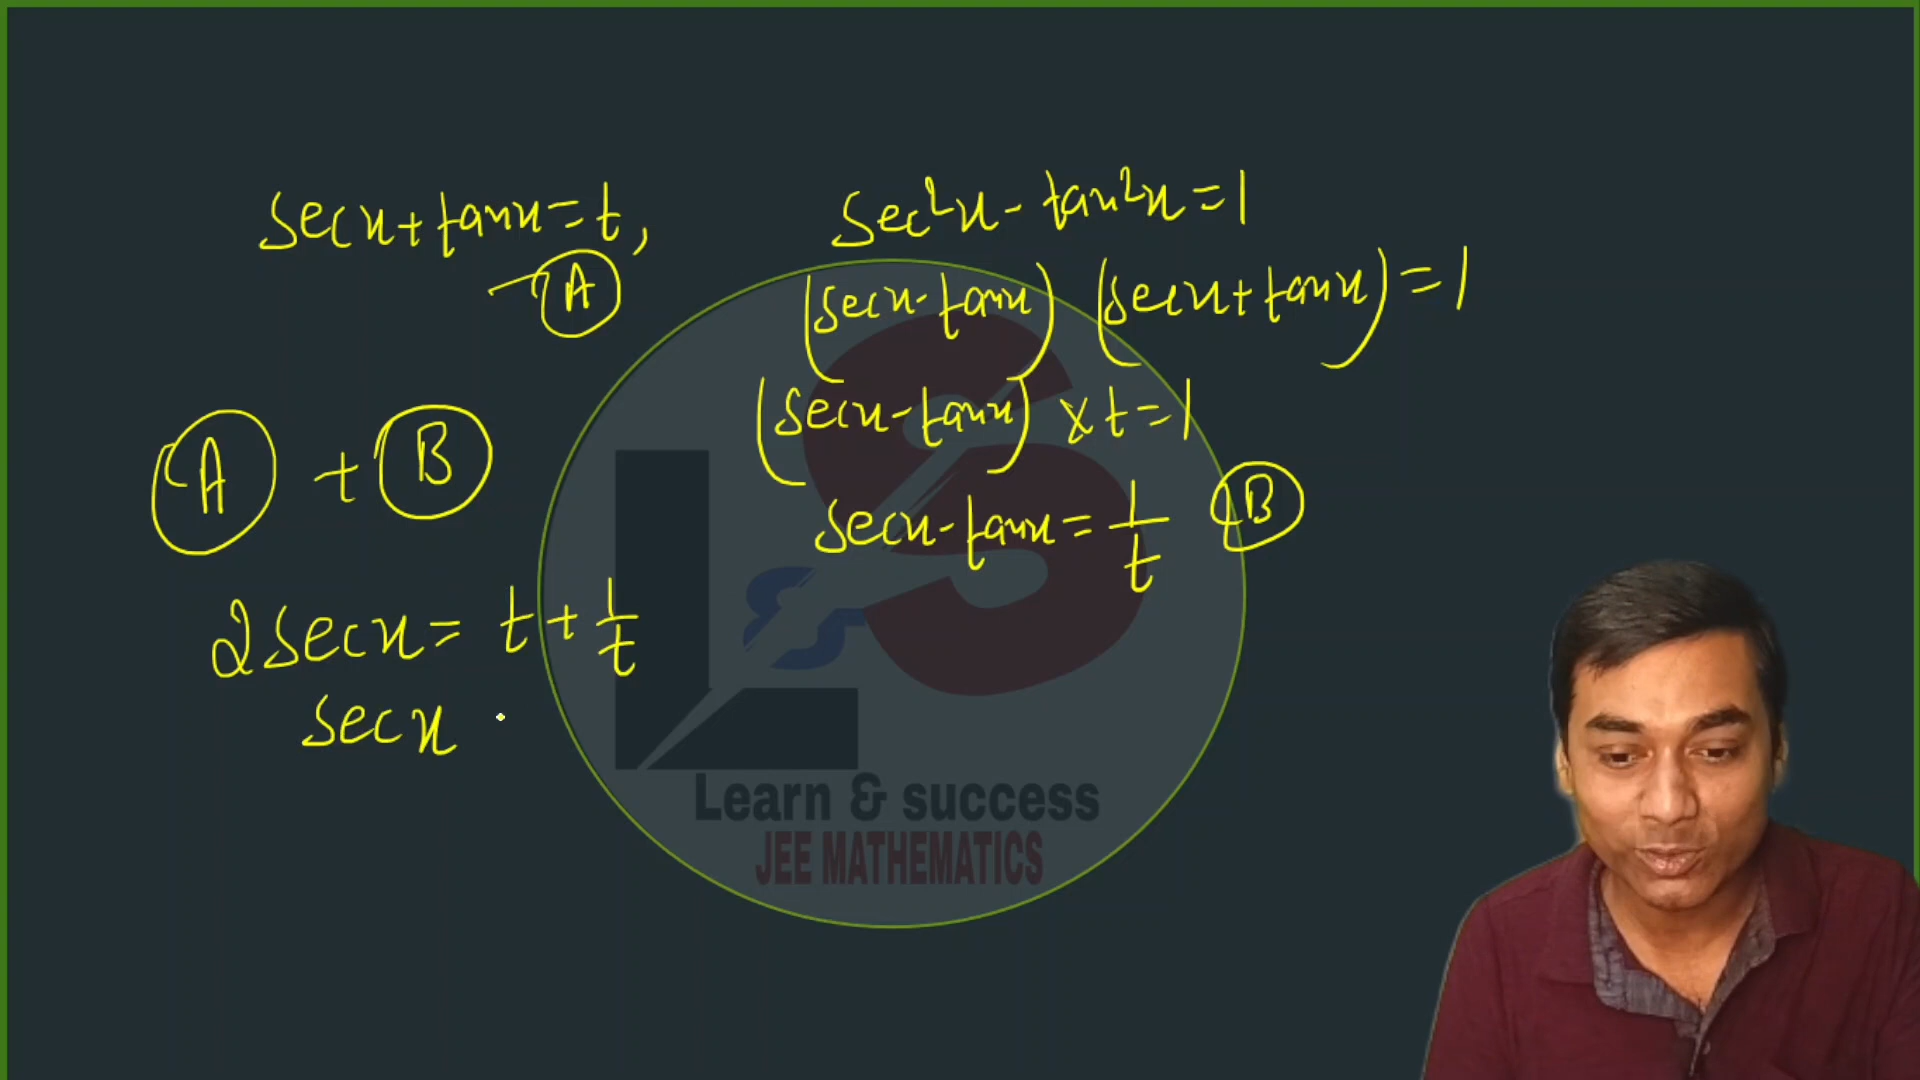 secx+tanx=t,
A
sec²x - tan²x=1
(secx-tanx) (secx+tanx)=1
(secx-tanx) x t=1
secx-tanx= 1/t B
A + B
2secx= t+1/t
secx
L&S
Learn & success
JEE MATHEMATICS